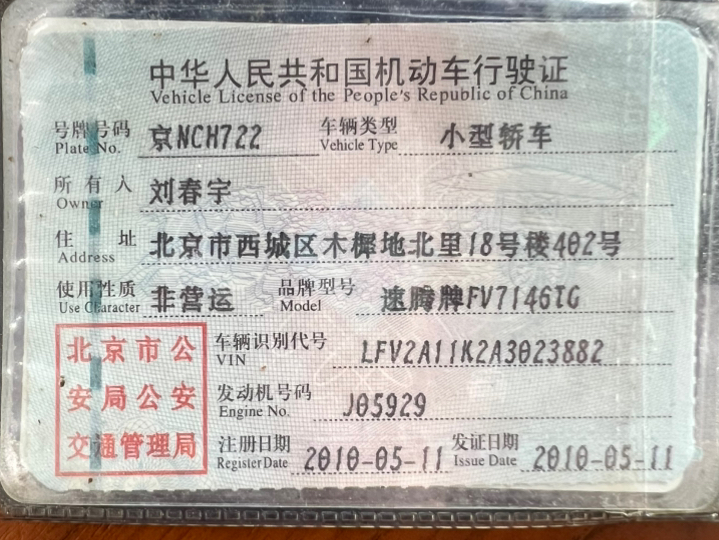 中华人民共和国机动车行驶证
Vehicle License of the People's Republic of China
号牌号码 京NCH722 车辆类型 小型轿车
Plate No. Vehicle Type
所有人 刘春宇
Owner
住址 北京市西城区木樨地北里18号楼402号
Address
使用性质 非营运 品牌型号 速腾牌FV7146TG
Use Character Model
北京市公
安局公安
交通管理局
车辆识别代号 LFV2A11K2A3023882
VIN
发动机号码 J05929
Engine No.
注册日期 2010-05-11 发证日期 2010-05-11
Register Date Issue Date